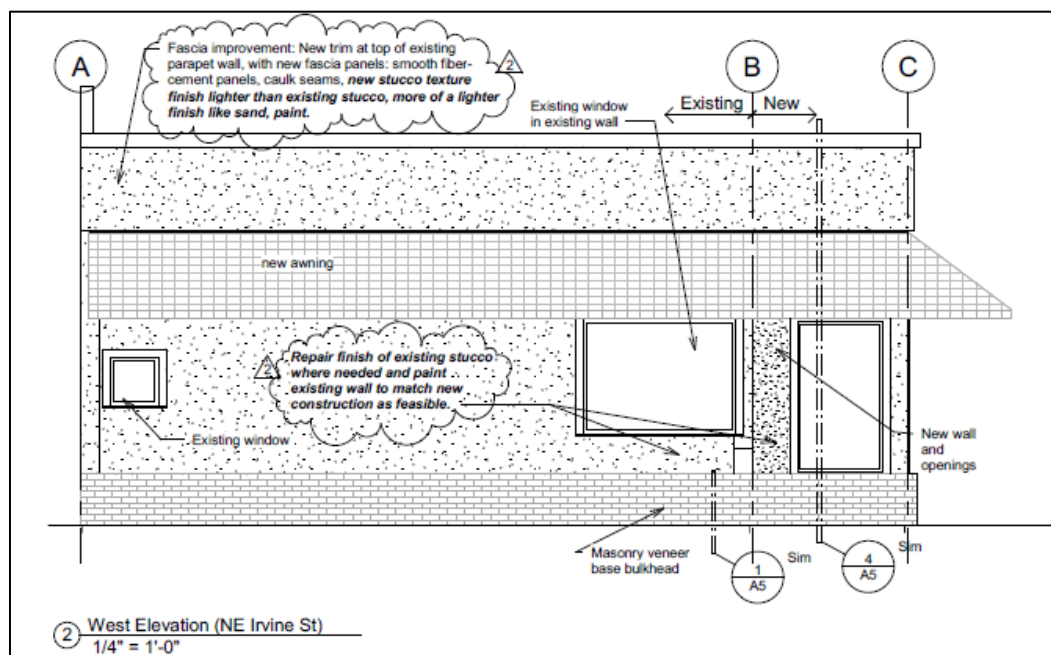 A
Fascia improvement: New trim at top of existing
parapet wall, with new fascia panels: smooth fiber-
cement panels, caulk seams, new stucco texture
finish lighter than existing stucco, more of a lighter
finish like sand, paint.
2
B
C
Existing
New
Existing window
in existing wall
new awning
2
Repair finish of existing stucco
where needed and paint
existing wall to match new
construction as feasible.
Existing window
New wall
and
openings
Masonry veneer
base bulkhead
1
A5
Sim
4
A5
Sim
2
West Elevation (NE Irvine St)
1/4" = 1'-0"